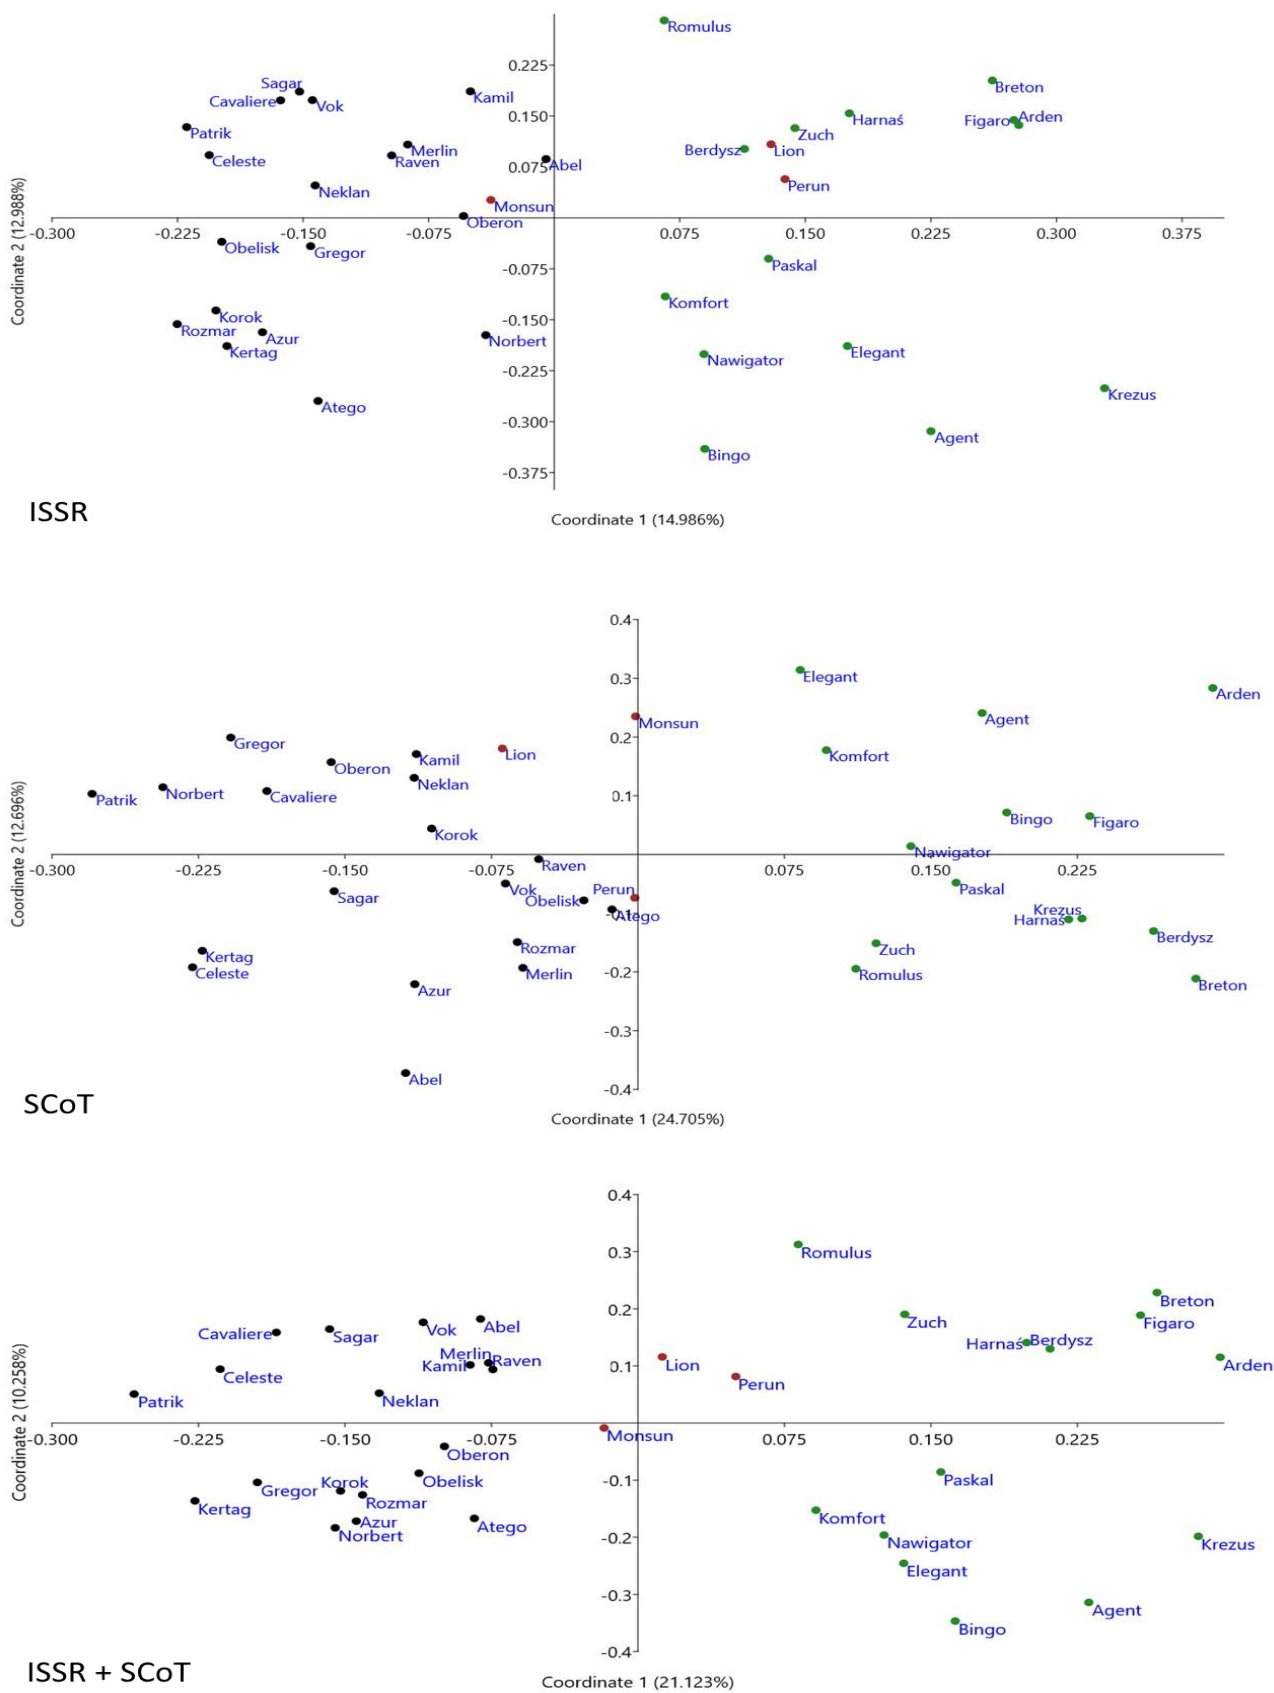 Romulus
0.225
Breton
Sagar
Cavaliere
Vok
Kamil
0.150
Harnaś
Figaro
Arden
Patrik
Zuch
Merlin
Berdysz
Lion
Celeste
Raven
0.075
Abel
Perun
Neklan
Monsun
Oberon
-0.300 -0.225 -0.150 -0.075 0.075 0.150 0.225 0.300 0.375
Obelisk
Gregor
Paskal
-0.075
Komfort
Korok
-0.150
Rozmar
Azur
Norbert
Kertag
Nawigator
Elegant
-0.225
Krezus
Atego
-0.300
Agent
Bingo
-0.375
Coordinate 2 (12.988%)
ISSR
Coordinate 1 (14.986%)
0.4
Elegant
0.3
Arden
Agent
Monsun
Gregor
0.2
Lion
Kamil
Komfort
Oberon
Neklan
Norbert
Cavaliere
Patrik
0.1
Bingo
Figaro
Korok
Nawigator
Raven
-0.300 -0.225 -0.150 -0.075 0.075 0.150 0.225
Sagar
Vok
Perun
Paskal
Obelisk
Krezus
-0.1
Atego
Harnaś
Berdysz
Rozmar
Zuch
Kertag
Celeste
Merlin
-0.2
Romulus
Breton
Azur
-0.3
Abel
-0.4
Coordinate 2 (12.696%)
SCoT
Coordinate 1 (24.705%)
0.4
Romulus
0.3
Breton
0.2
Zuch
Figaro
Cavaliere
Sagar
Vok
Abel
Harnaś
Berdysz
Merlin
Kamil
Raven
0.1
Lion
Arden
Celeste
Perun
Patrik
Neklan
Monsun
-0.300 -0.225 -0.150 -0.075 0.075 0.150 0.225
Oberon
Obelisk
-0.1
Paskal
Gregor
Korok
Kertag
Rozmar
Komfort
Azur
Norbert
Atego
-0.2
Nawigator
Krezus
Elegant
-0.3
Agent
Bingo
-0.4
Coordinate 2 (10.258%)
ISSR + SCoT
Coordinate 1 (21.123%)